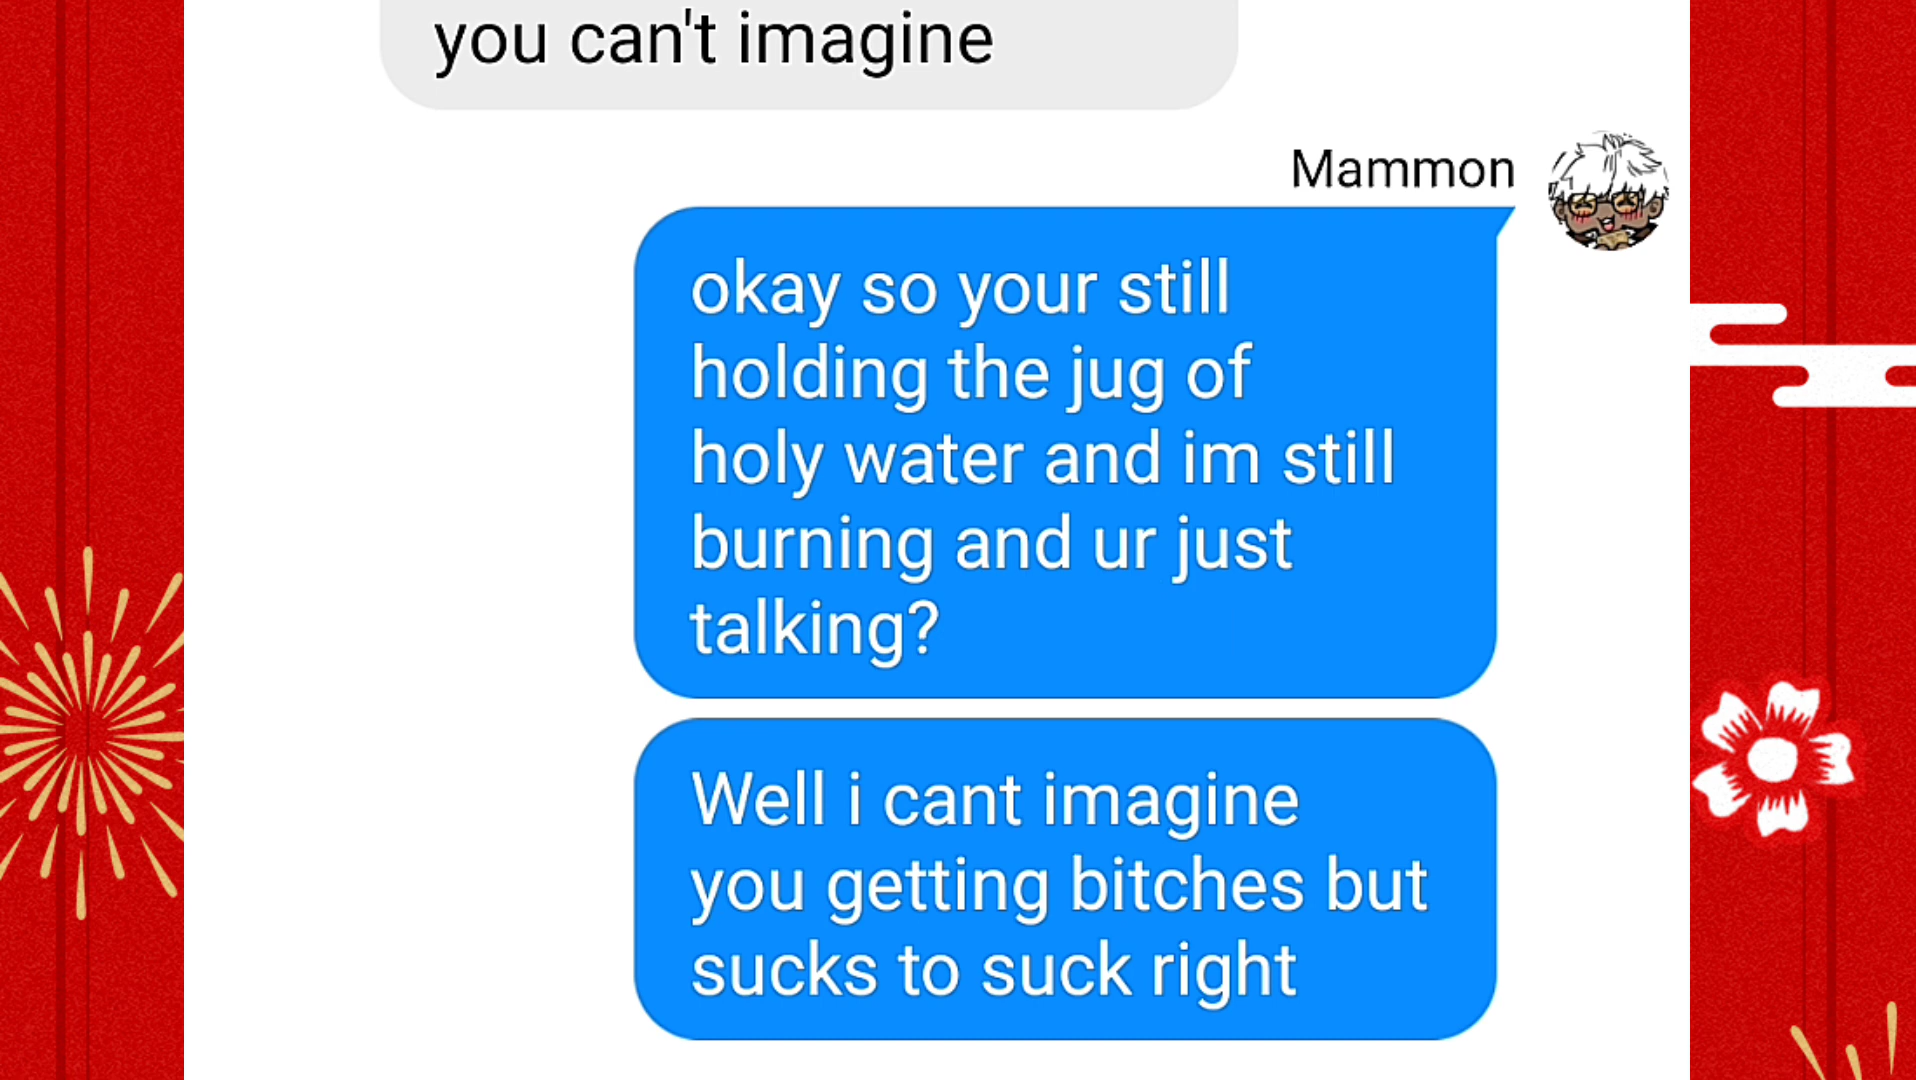 you can't imagine
Mammon
okay so your still
holding the jug of
holy water and im still
burning and ur just
talking?
Well i cant imagine
you getting bitches but
sucks to suck right